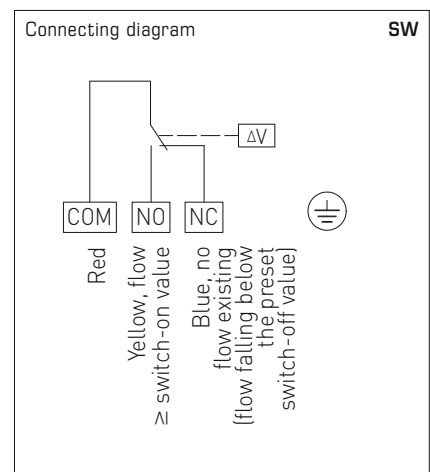 Connecting diagram
SW
ΔV
COM
NO
NC
Red
Yellow, flow
≥ switch-on value
Blue, no
flow existing
(flow falling below
the preset
switch-off value)